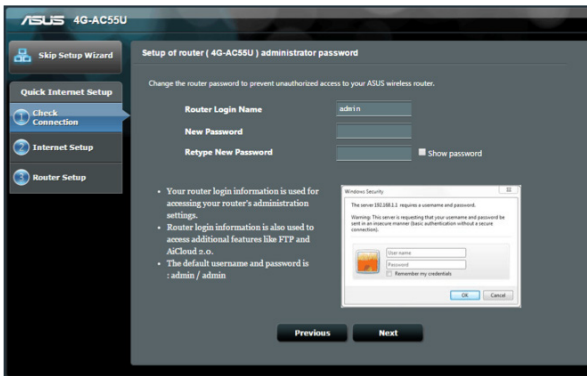 ASUS 4G-AC55U
Skip Setup Wizard
Quick Internet Setup
1 Check
Connection
2 Internet Setup
3 Router Setup
Setup of router ( 4G-AC55U ) administrator password
Change the router password to prevent unauthorized access to your ASUS wireless router.
Router Login Name admin
New Password
Retype New Password Show password
• Your router login information is used for
accessing your router's administration
settings.
• Router login information is also used to
access additional features like FTP and
AiCloud 2.0.
• The default username and password is
: admin / admin
Windows Security
The server 192.168.1.1 requires a username and password.
Warning: This server is requesting that your username and password be
sent in an insecure manner (basic authentication without a secure
connection).
User name
Password
Remember my credentials
OK Cancel
Previous Next